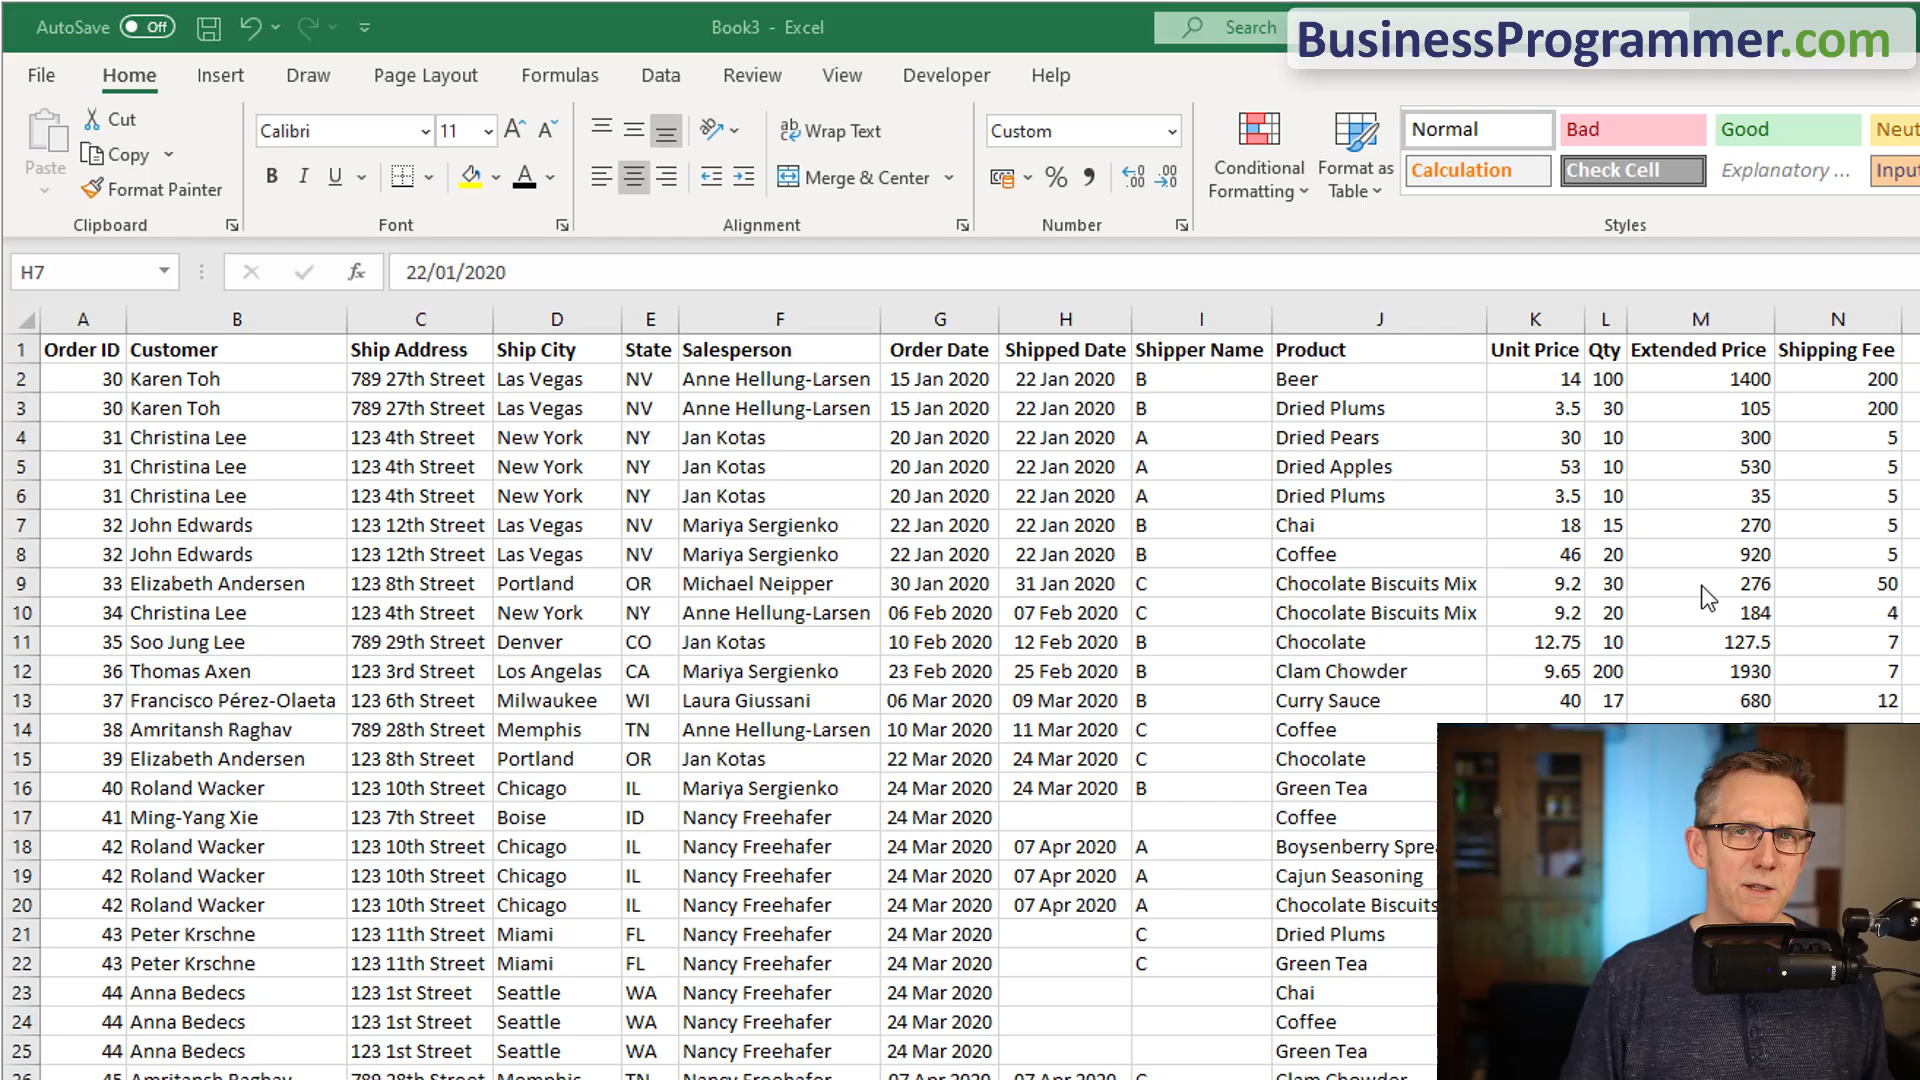 AutoSave Off Book3 - Excel Search BusinessProgrammer.com
File Home Insert Draw Page Layout Formulas Data Review View Developer Help
Paste Cut Copy Format Painter Clipboard
Calibri 11 B I U A Font
ab Wrap Text Merge & Center Alignment
Custom % Number
Conditional Formatting Format as Table
Normal Bad Good
Calculation Check Cell Explanatory ... Input
Styles
H7 fx 22/01/2020
A B C D E F G H I J K L M N
1 Order ID Customer Ship Address Ship City State Salesperson Order Date Shipped Date Shipper Name Product Unit Price Qty Extended Price Shipping Fee
2 30 Karen Toh 789 27th Street Las Vegas NV Anne Hellung-Larsen 15 Jan 2020 22 Jan 2020 B Beer 14 100 1400 200
3 30 Karen Toh 789 27th Street Las Vegas NV Anne Hellung-Larsen 15 Jan 2020 22 Jan 2020 B Dried Plums 3.5 30 105 200
4 31 Christina Lee 123 4th Street New York NY Jan Kotas 20 Jan 2020 22 Jan 2020 A Dried Pears 30 10 300 5
5 31 Christina Lee 123 4th Street New York NY Jan Kotas 20 Jan 2020 22 Jan 2020 A Dried Apples 53 10 530 5
6 31 Christina Lee 123 4th Street New York NY Jan Kotas 20 Jan 2020 22 Jan 2020 A Dried Plums 3.5 10 35 5
7 32 John Edwards 123 12th Street Las Vegas NV Mariya Sergienko 22 Jan 2020 22 Jan 2020 B Chai 18 15 270 5
8 32 John Edwards 123 12th Street Las Vegas NV Mariya Sergienko 22 Jan 2020 22 Jan 2020 B Coffee 46 20 920 5
9 33 Elizabeth Andersen 123 8th Street Portland OR Michael Neipper 30 Jan 2020 31 Jan 2020 C Chocolate Biscuits Mix 9.2 30 276 50
10 34 Christina Lee 123 4th Street New York NY Anne Hellung-Larsen 06 Feb 2020 07 Feb 2020 C Chocolate Biscuits Mix 9.2 20 184 4
11 35 Soo Jung Lee 789 29th Street Denver CO Jan Kotas 10 Feb 2020 12 Feb 2020 B Chocolate 12.75 10 127.5 7
12 36 Thomas Axen 123 3rd Street Los Angelas CA Mariya Sergienko 23 Feb 2020 25 Feb 2020 B Clam Chowder 9.65 200 1930 7
13 37 Francisco Pérez-Olaeta 123 6th Street Milwaukee WI Laura Giussani 06 Mar 2020 09 Mar 2020 B Curry Sauce 40 17 680 12
14 38 Amritansh Raghav 789 28th Street Memphis TN Anne Hellung-Larsen 10 Mar 2020 11 Mar 2020 C Coffee
15 39 Elizabeth Andersen 123 8th Street Portland OR Jan Kotas 22 Mar 2020 24 Mar 2020 C Chocolate
16 40 Roland Wacker 123 10th Street Chicago IL Mariya Sergienko 24 Mar 2020 24 Mar 2020 B Green Tea
17 41 Ming-Yang Xie 123 7th Street Boise ID Nancy Freehafer 24 Mar 2020 Coffee
18 42 Roland Wacker 123 10th Street Chicago IL Nancy Freehafer 24 Mar 2020 07 Apr 2020 A Boysenberry Sprea
19 42 Roland Wacker 123 10th Street Chicago IL Nancy Freehafer 24 Mar 2020 07 Apr 2020 A Cajun Seasoning
20 42 Roland Wacker 123 10th Street Chicago IL Nancy Freehafer 24 Mar 2020 07 Apr 2020 A Chocolate Biscuits
21 43 Peter Krschne 123 11th Street Miami FL Nancy Freehafer 24 Mar 2020 C Dried Plums
22 43 Peter Krschne 123 11th Street Miami FL Nancy Freehafer 24 Mar 2020 C Green Tea
23 44 Anna Bedecs 123 1st Street Seattle WA Nancy Freehafer 24 Mar 2020 Chai
24 44 Anna Bedecs 123 1st Street Seattle WA Nancy Freehafer 24 Mar 2020 Coffee
25 44 Anna Bedecs 123 1st Street Seattle WA Nancy Freehafer 24 Mar 2020 Green Tea